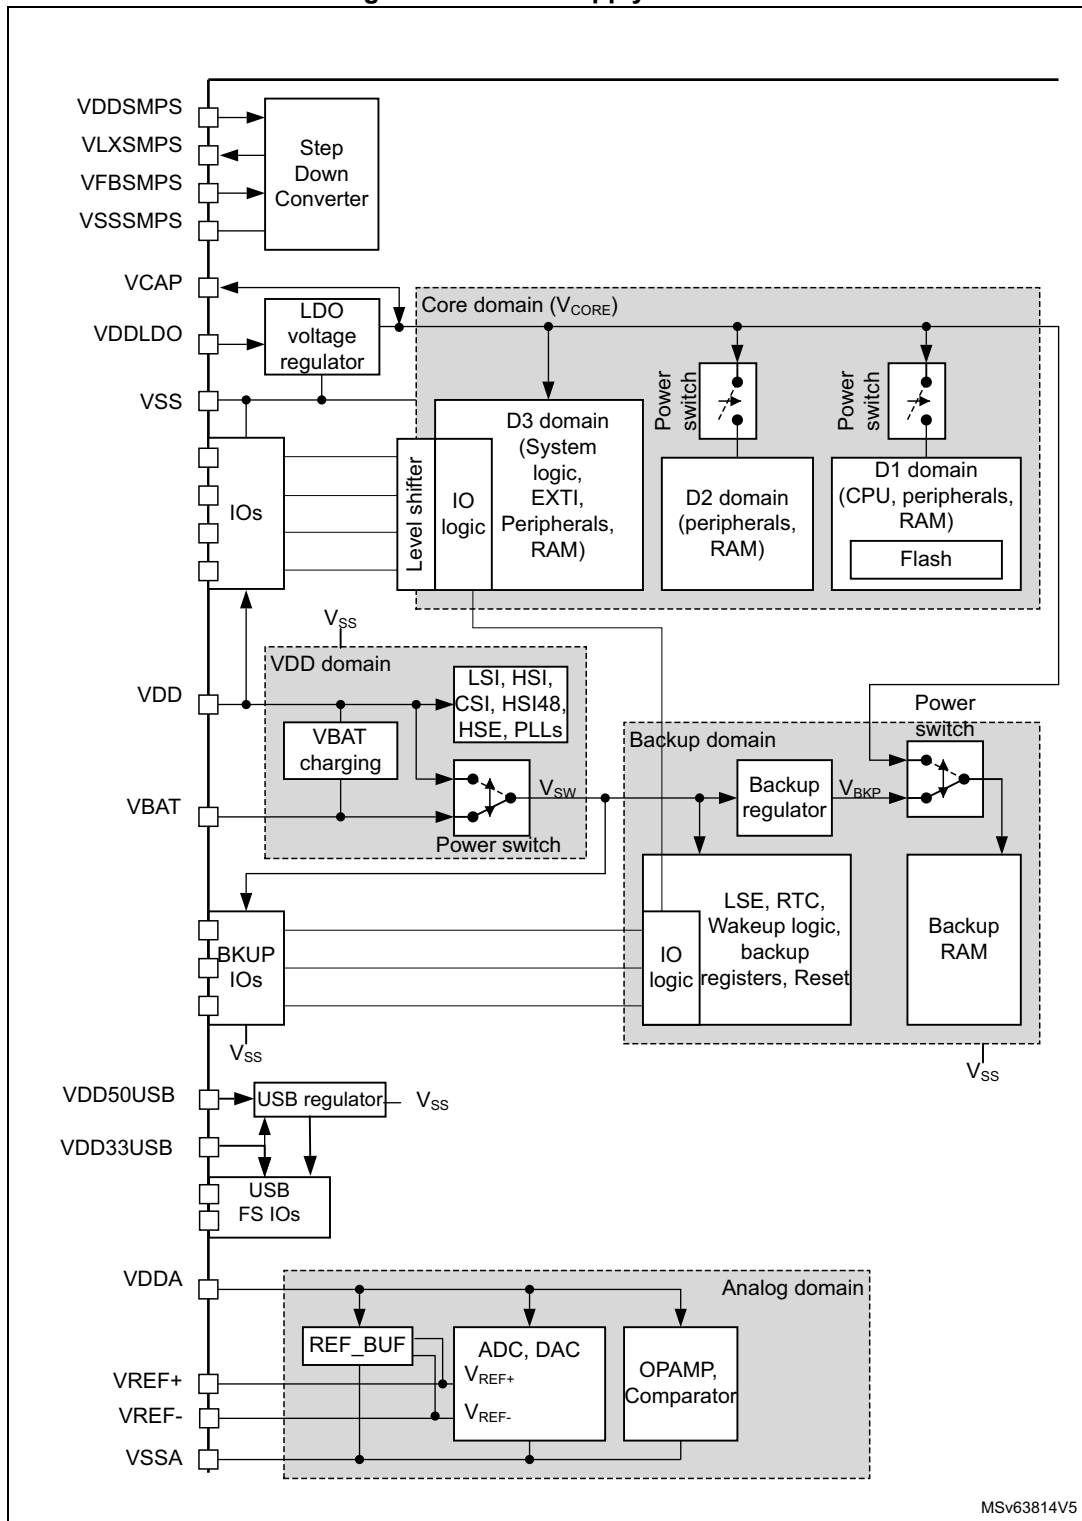 VDDSMPS
VLXSMPS
VFBSMPS
VSSSMPS
Step
Down
Converter
VCAP
VDDLDO
VSS
LDO
voltage
regulator
Core domain (VCORE)
Power
switch
Power
switch
D3 domain
(System
logic,
EXTI,
Peripherals,
RAM)
D2 domain
(peripherals,
RAM)
D1 domain
(CPU, peripherals,
RAM)
Flash
IOs
Level shifter
IO
logic
VSS
VDD domain
VDD
LSI, HSI,
CSI, HSI48,
HSE, PLLs
VBAT
charging
VBAT
VSW
Power switch
Backup domain
Power
switch
Backup
regulator
VBKP
LSE, RTC,
Wakeup logic,
backup
registers, Reset
IO
logic
Backup
RAM
BKUP
IOs
VSS
VSS
VDD50USB
USB regulator
VSS
VDD33USB
USB
FS IOs
VDDA
Analog domain
REF_BUF
ADC, DAC
VREF+
VREF-
OPAMP,
Comparator
VREF+
VREF-
VSSA
MSv63814V5